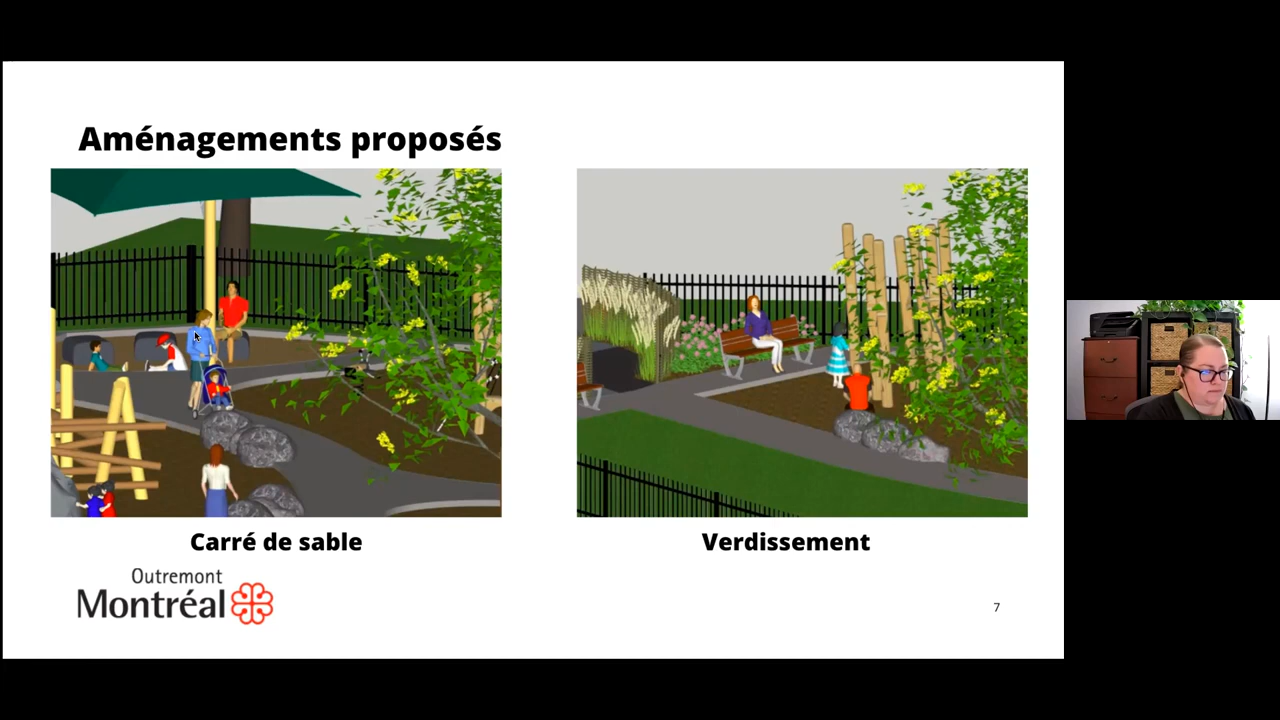 Aménagements proposés
Carré de sable
Verdissement
Outremont
Montréal
7